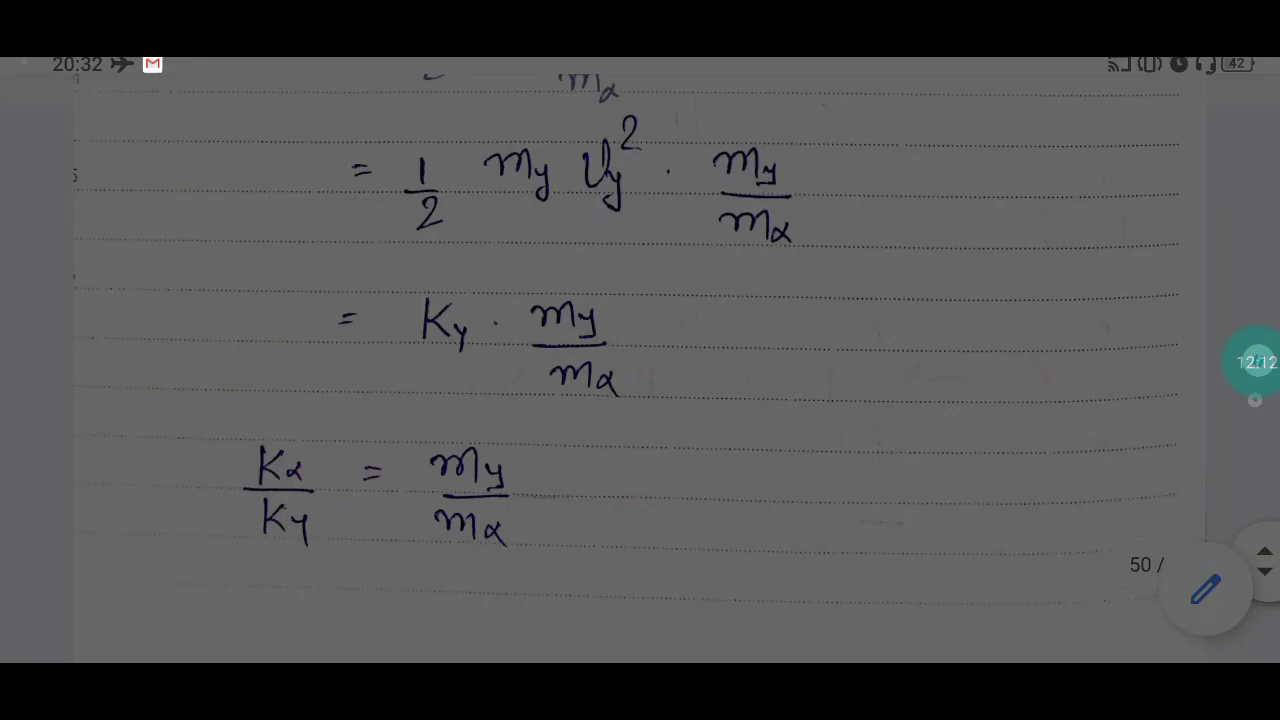 20:32 42
mα
= 1/2 my vy² · my/mα
= Ky · my/mα
12:12
Kα/Ky = my/mα
50 /